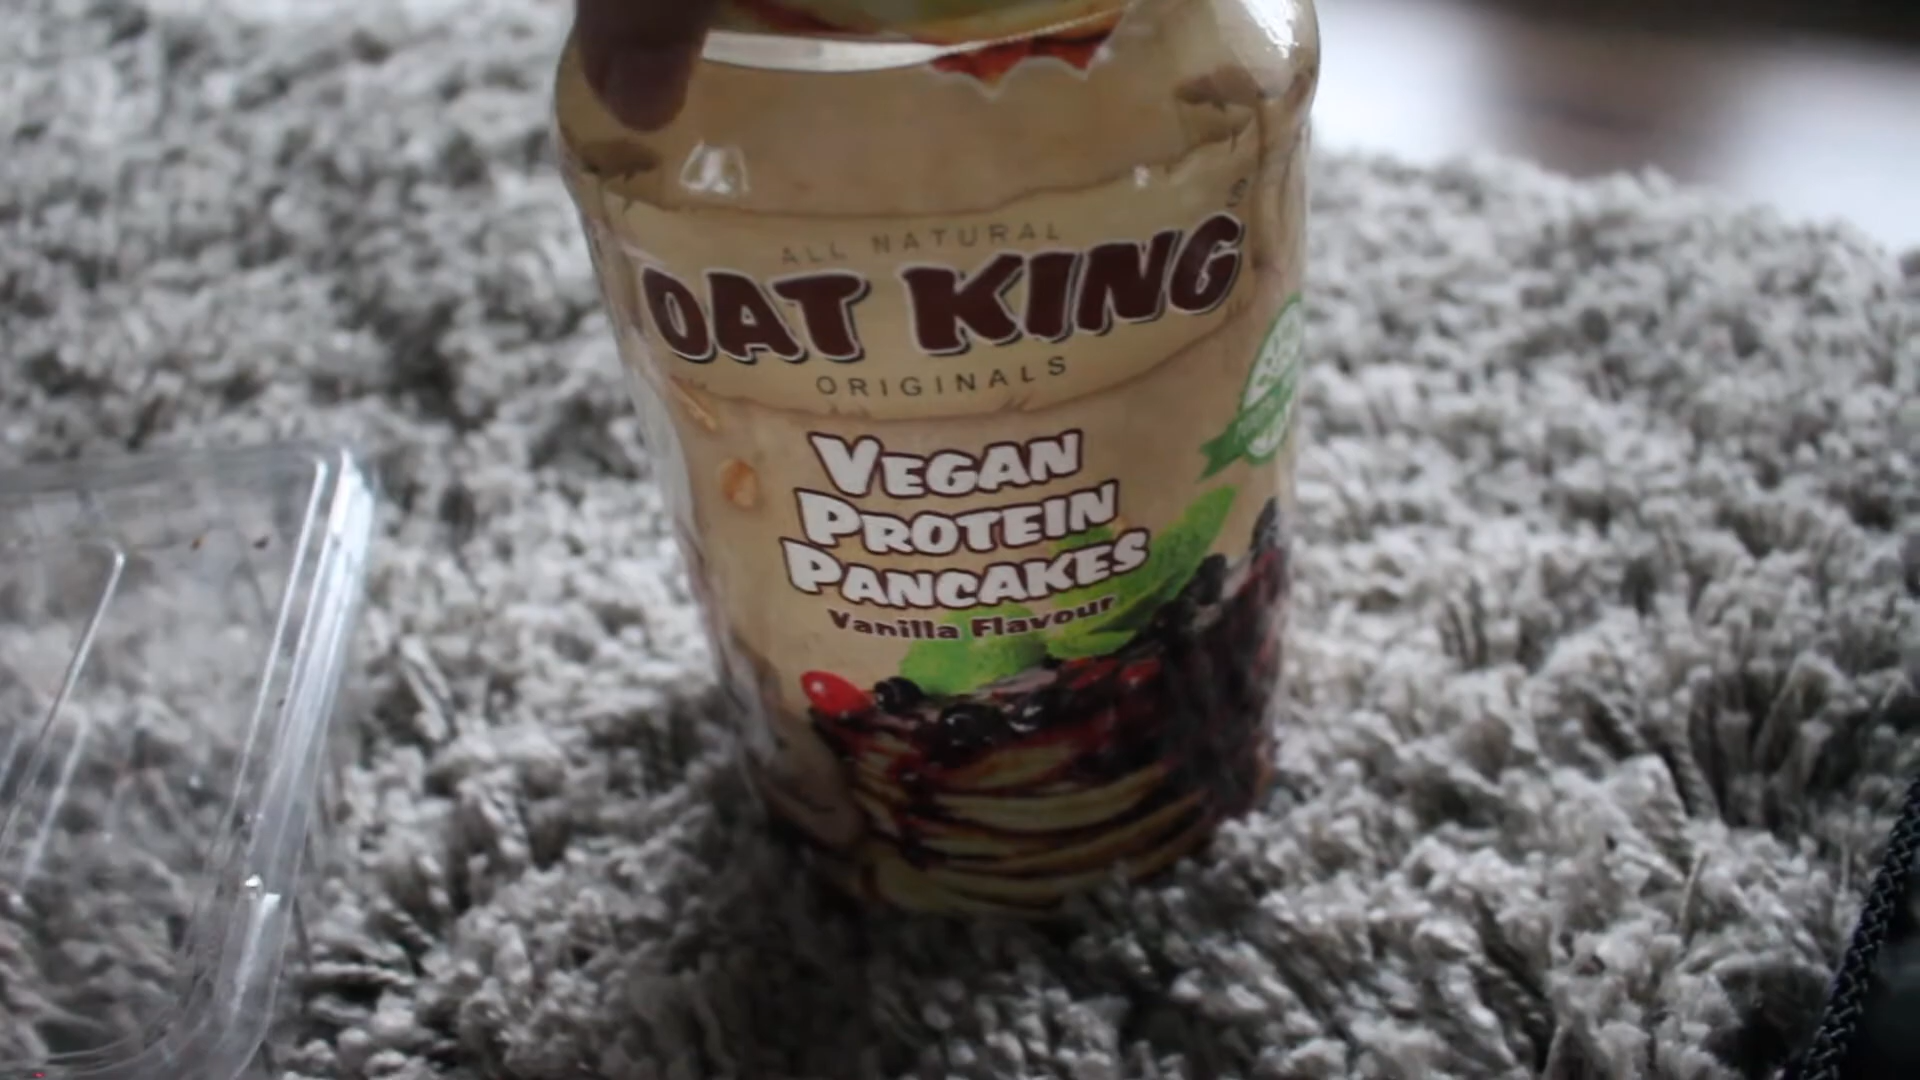 ALL NATURAL
OAT KING
ORIGINALS
VEGAN
PROTEIN
PANCAKES
Vanilla Flavour